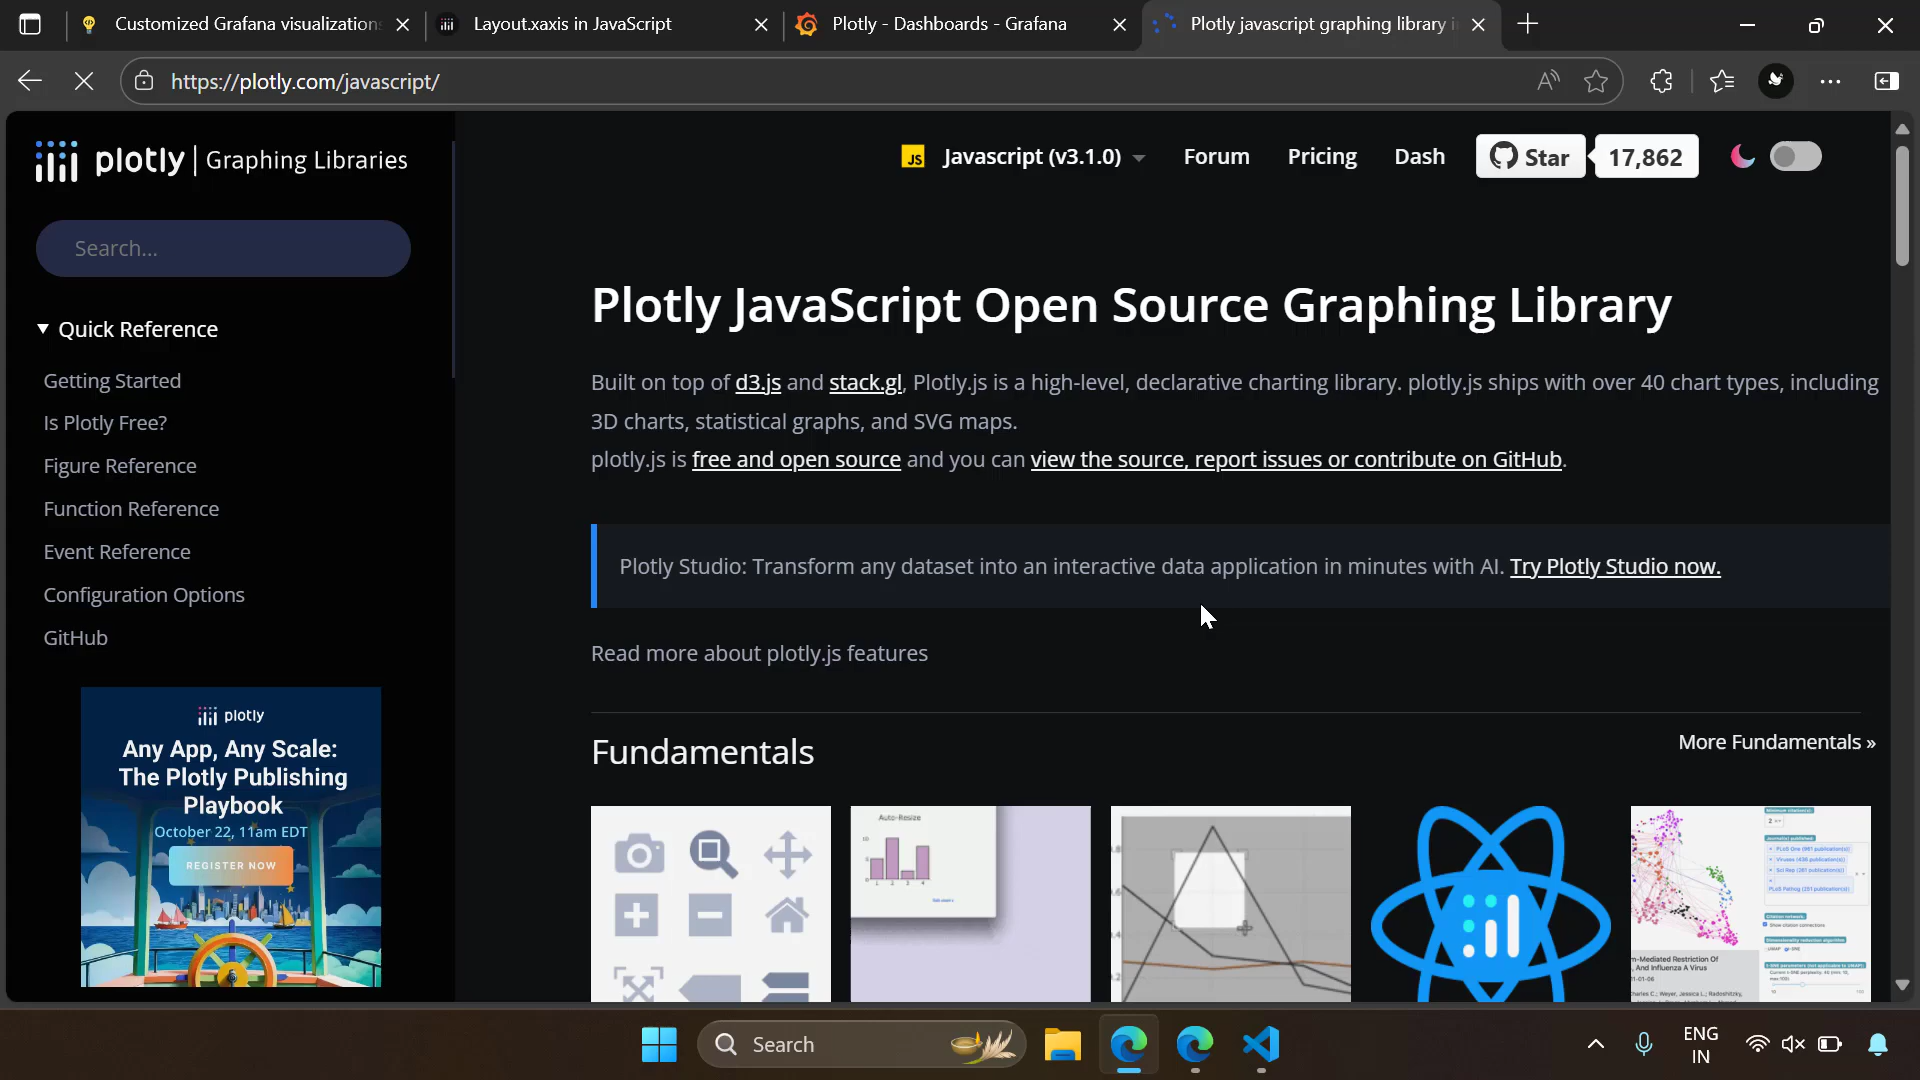 Customized Grafana visualization
Layout.xaxis in JavaScript
Plotly - Dashboards - Grafana
Plotly javascript graphing library i
https://plotly.com/javascript/
plotly | Graphing Libraries
JS
Javascript (v3.1.0)
Forum
Pricing
Dash
Star
17,862
Search...
Quick Reference
Getting Started
Is Plotly Free?
Figure Reference
Function Reference
Event Reference
Configuration Options
GitHub
plotly
Any App, Any Scale:
The Plotly Publishing
Playbook
October 22, 11am EDT
REGISTER NOW
Plotly JavaScript Open Source Graphing Library
Built on top of d3.js and stack.gl, Plotly.js is a high-level, declarative charting library. plotly.js ships with over 40 chart types, including
3D charts, statistical graphs, and SVG maps.
plotly.js is free and open source and you can view the source, report issues or contribute on GitHub.
Plotly Studio: Transform any dataset into an interactive data application in minutes with AI. Try Plotly Studio now.
Read more about plotly.js features
Fundamentals
More Fundamentals »
Auto-Resize
m-Mediated Restriction Of
, And Influenza A Virus
Search
ENG
IN